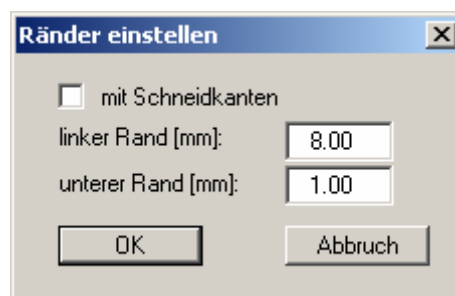 Ränder einstellen
mit Schneidkanten
linker Rand [mm]: 8.00
unterer Rand [mm]: 1.00
OK Abbruch